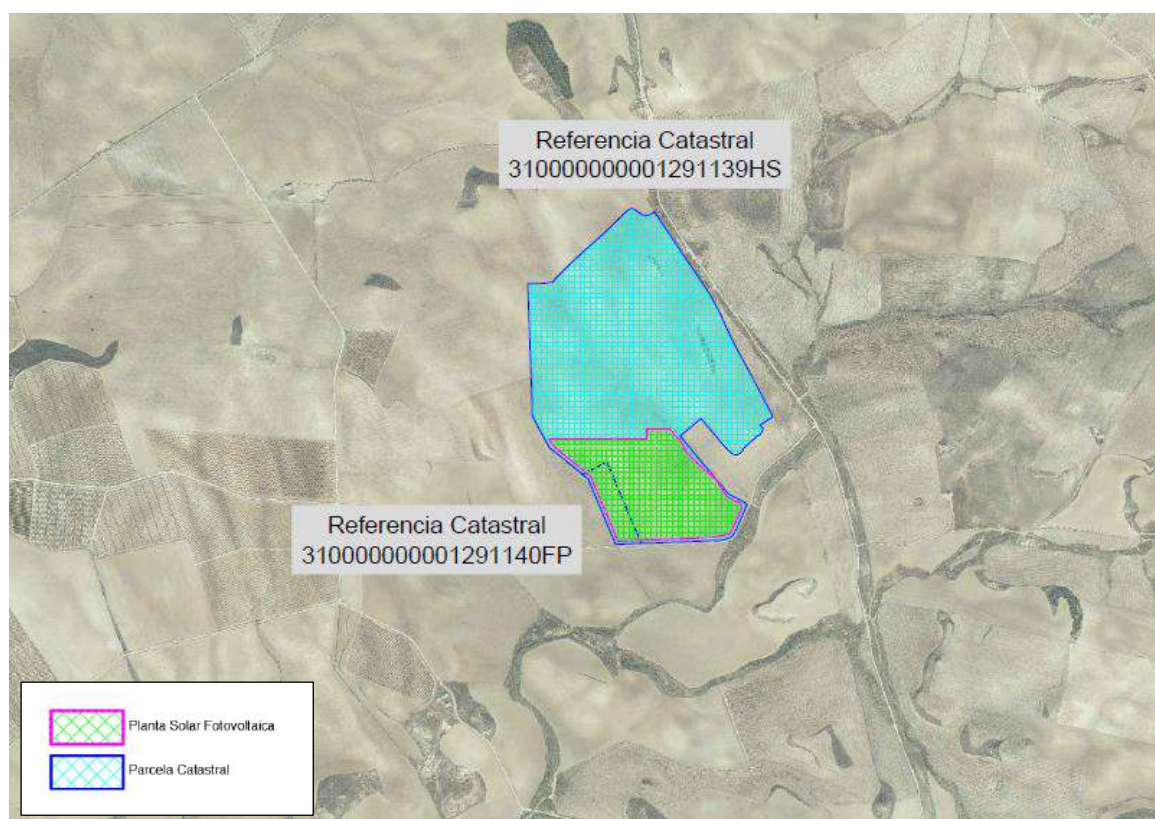 Referencia Catastral
310000000001291139HS
Referencia Catastral
310000000001291140FP
Planta Solar Fotovoltaica
Parcela Catastral